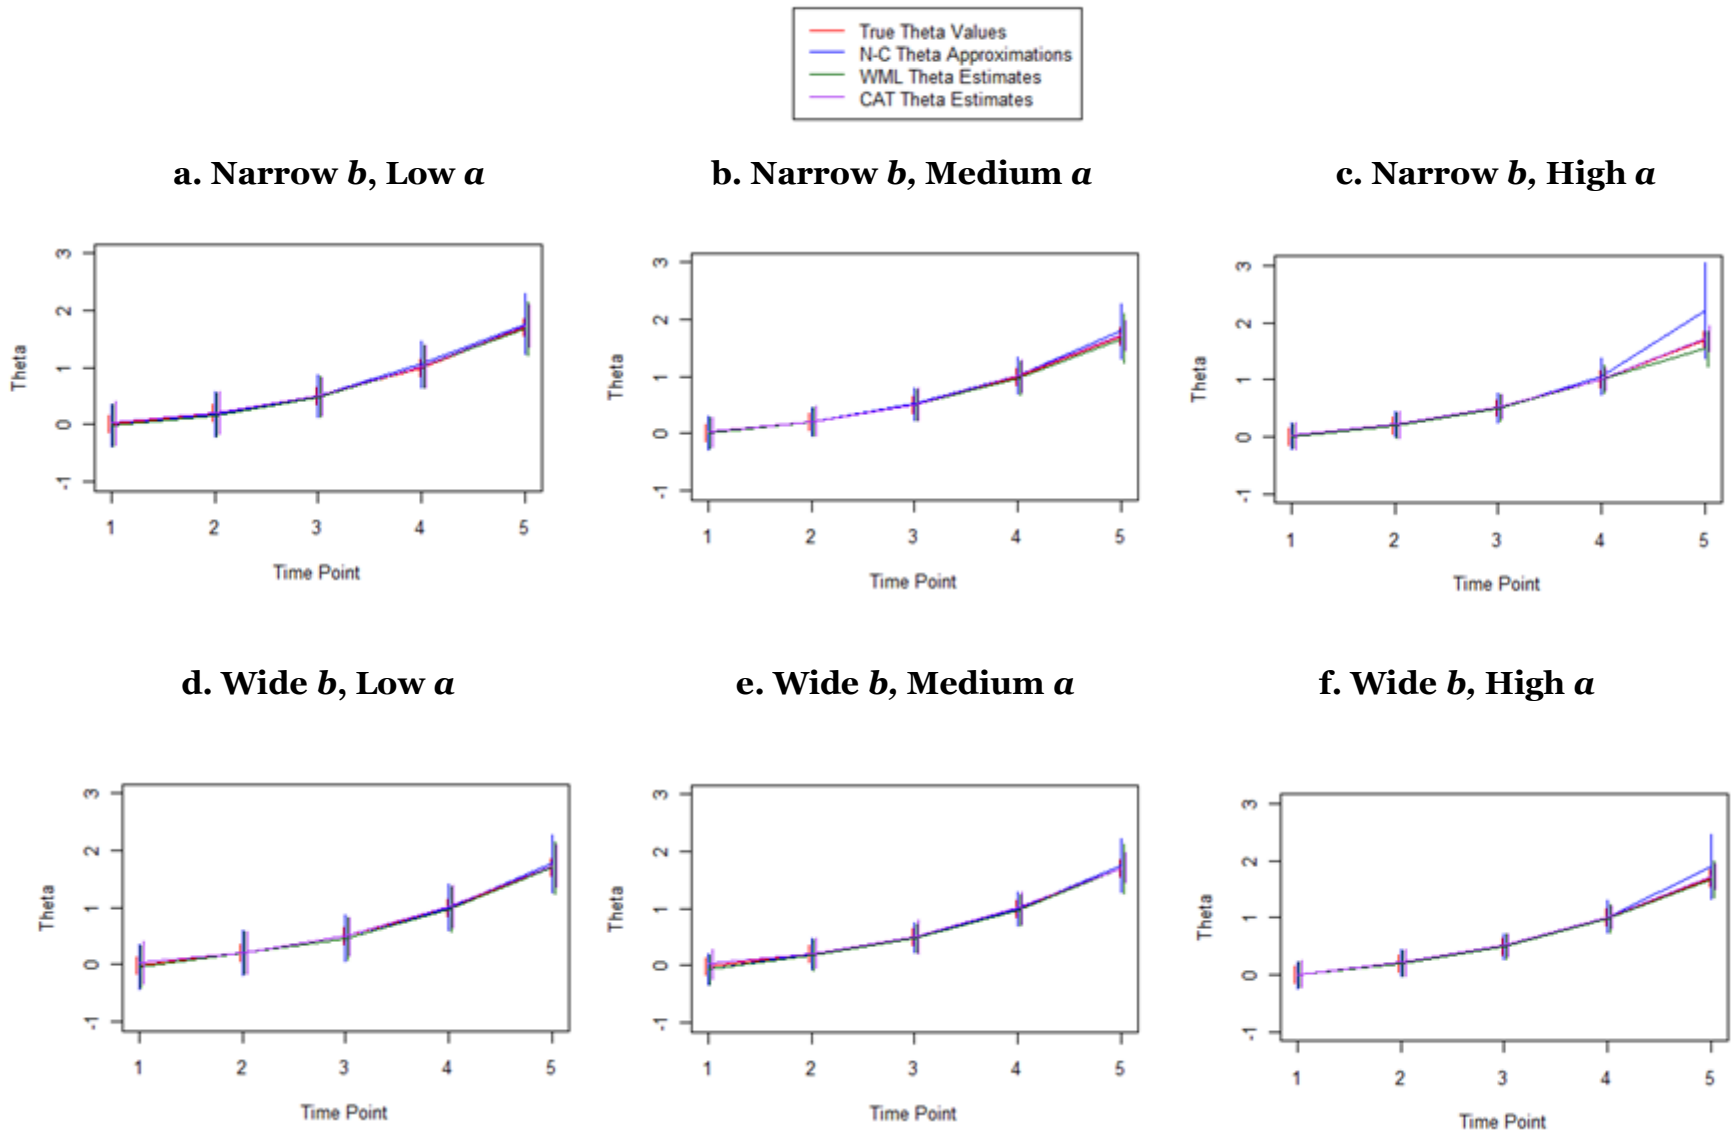 True Theta Values
N-C Theta Approximations
WML Theta Estimates
CAT Theta Estimates
a. Narrow b, Low a
b. Narrow b, Medium a
c. Narrow b, High a
3
2
1
0
-1
Theta
1 2 3 4 5
Time Point
3
2
1
0
-1
Theta
1 2 3 4 5
Time Point
3
2
1
0
-1
Theta
1 2 3 4 5
Time Point
d. Wide b, Low a
e. Wide b, Medium a
f. Wide b, High a
3
2
1
0
-1
Theta
1 2 3 4 5
Time Point
3
2
1
0
-1
Theta
1 2 3 4 5
Time Point
3
2
1
0
-1
Theta
1 2 3 4 5
Time Point